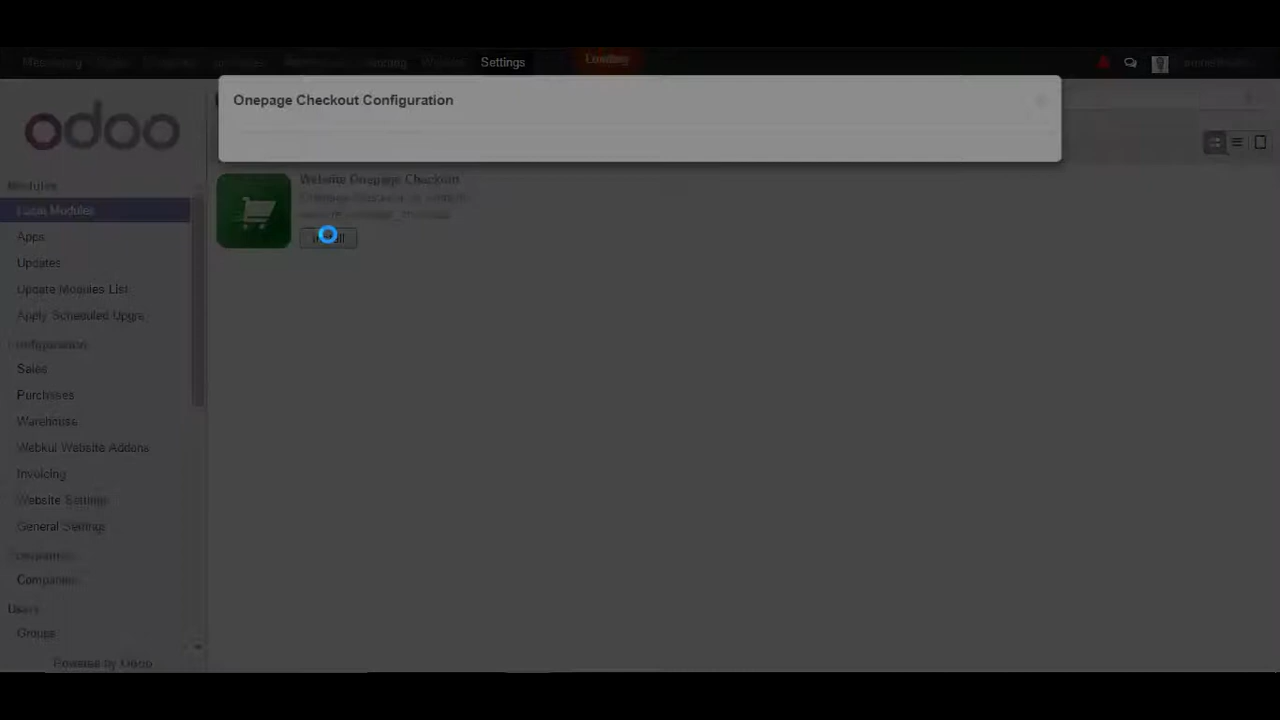 Messaging
Settings
Loading
Onepage Checkout Configuration
odoo
Modules
Local Modules
Apps
Updates
Update Modules List
Apply Scheduled Upgra
Configuration
Sales
Purchases
Warehouse
Webkul Website Addons
Invoicing
Website Settings
General Settings
Companies
Users
Groups
Powered by Odoo
Website Onepage Checkout
Install